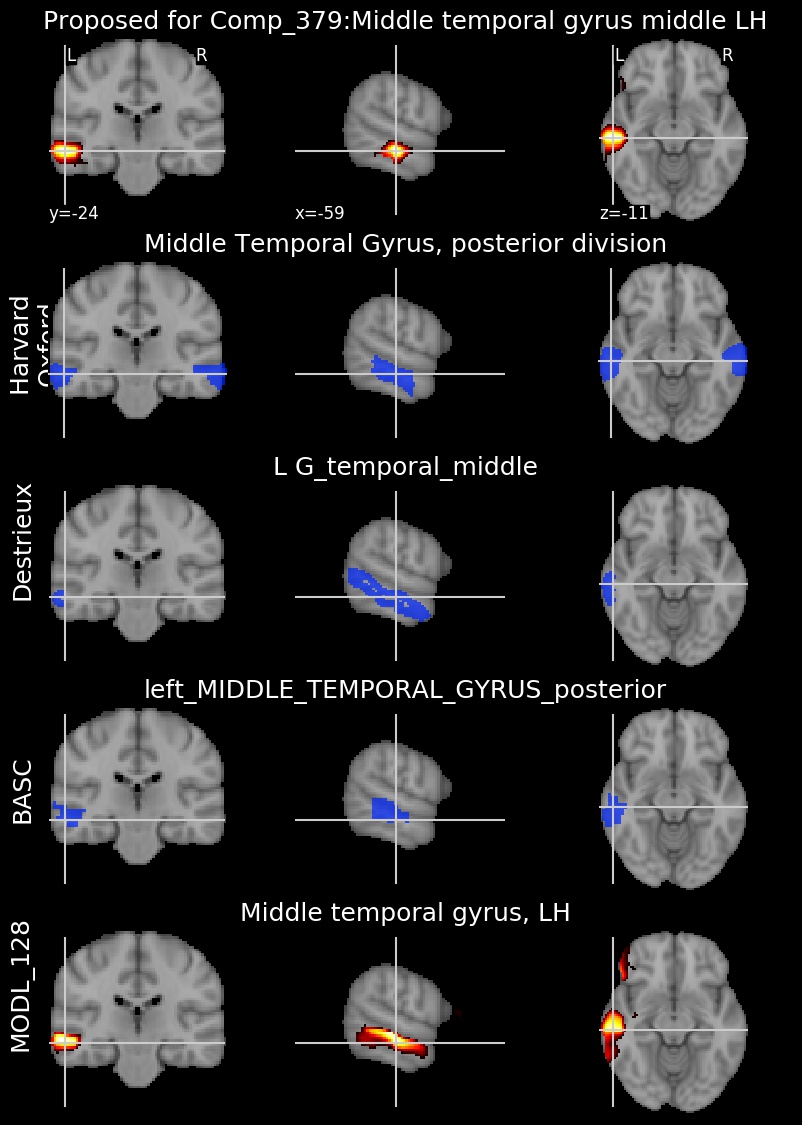 Proposed for Comp_379:Middle temporal gyrus middle LH
L R
L R
y=-24
x=-59
z=-11
Middle Temporal Gyrus, posterior division
Harvard
Oxford
L G_temporal_middle
Destrieux
left_MIDDLE_TEMPORAL_GYRUS_posterior
BASC
Middle temporal gyrus, LH
MODL_128